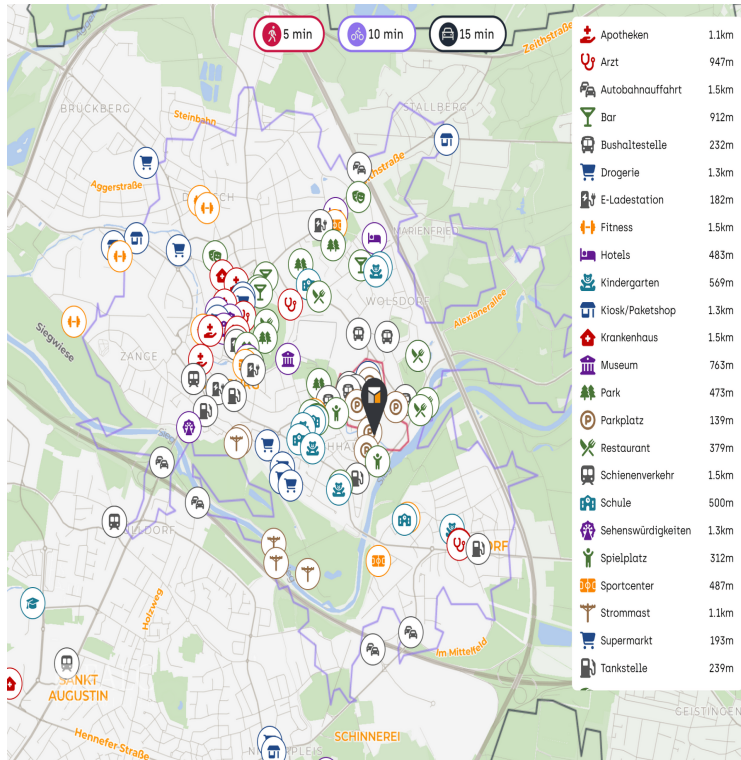 5 min
10 min
15 min
Zeithstraße
BRÜCKBERG
STALLBERG
Steinbahn
Aggerstraße
MARIENFRIED
WOLSDORF
Alexianerallee
Siegwiese
ZANGE
Sieg
Holzweg
Im Mittelfeld
SANKT
AUGUSTIN
Hennefer-Straße
SCHINNEREI
GEISTINGEN
Apotheken 1.1km
Arzt 947m
Autobahnauffahrt 1.5km
Bar 912m
Bushaltestelle 232m
Drogerie 1.3km
E-Ladestation 182m
Fitness 1.5km
Hotels 483m
Kindergarten 569m
Kiosk/Paketshop 1.3km
Krankenhaus 1.5km
Museum 763m
Park 473m
Parkplatz 139m
Restaurant 379m
Schienenverkehr 1.5km
Schule 500m
Sehenswürdigkeiten 1.3km
Spielplatz 312m
Sportcenter 487m
Strommast 1.1km
Supermarkt 193m
Tankstelle 239m